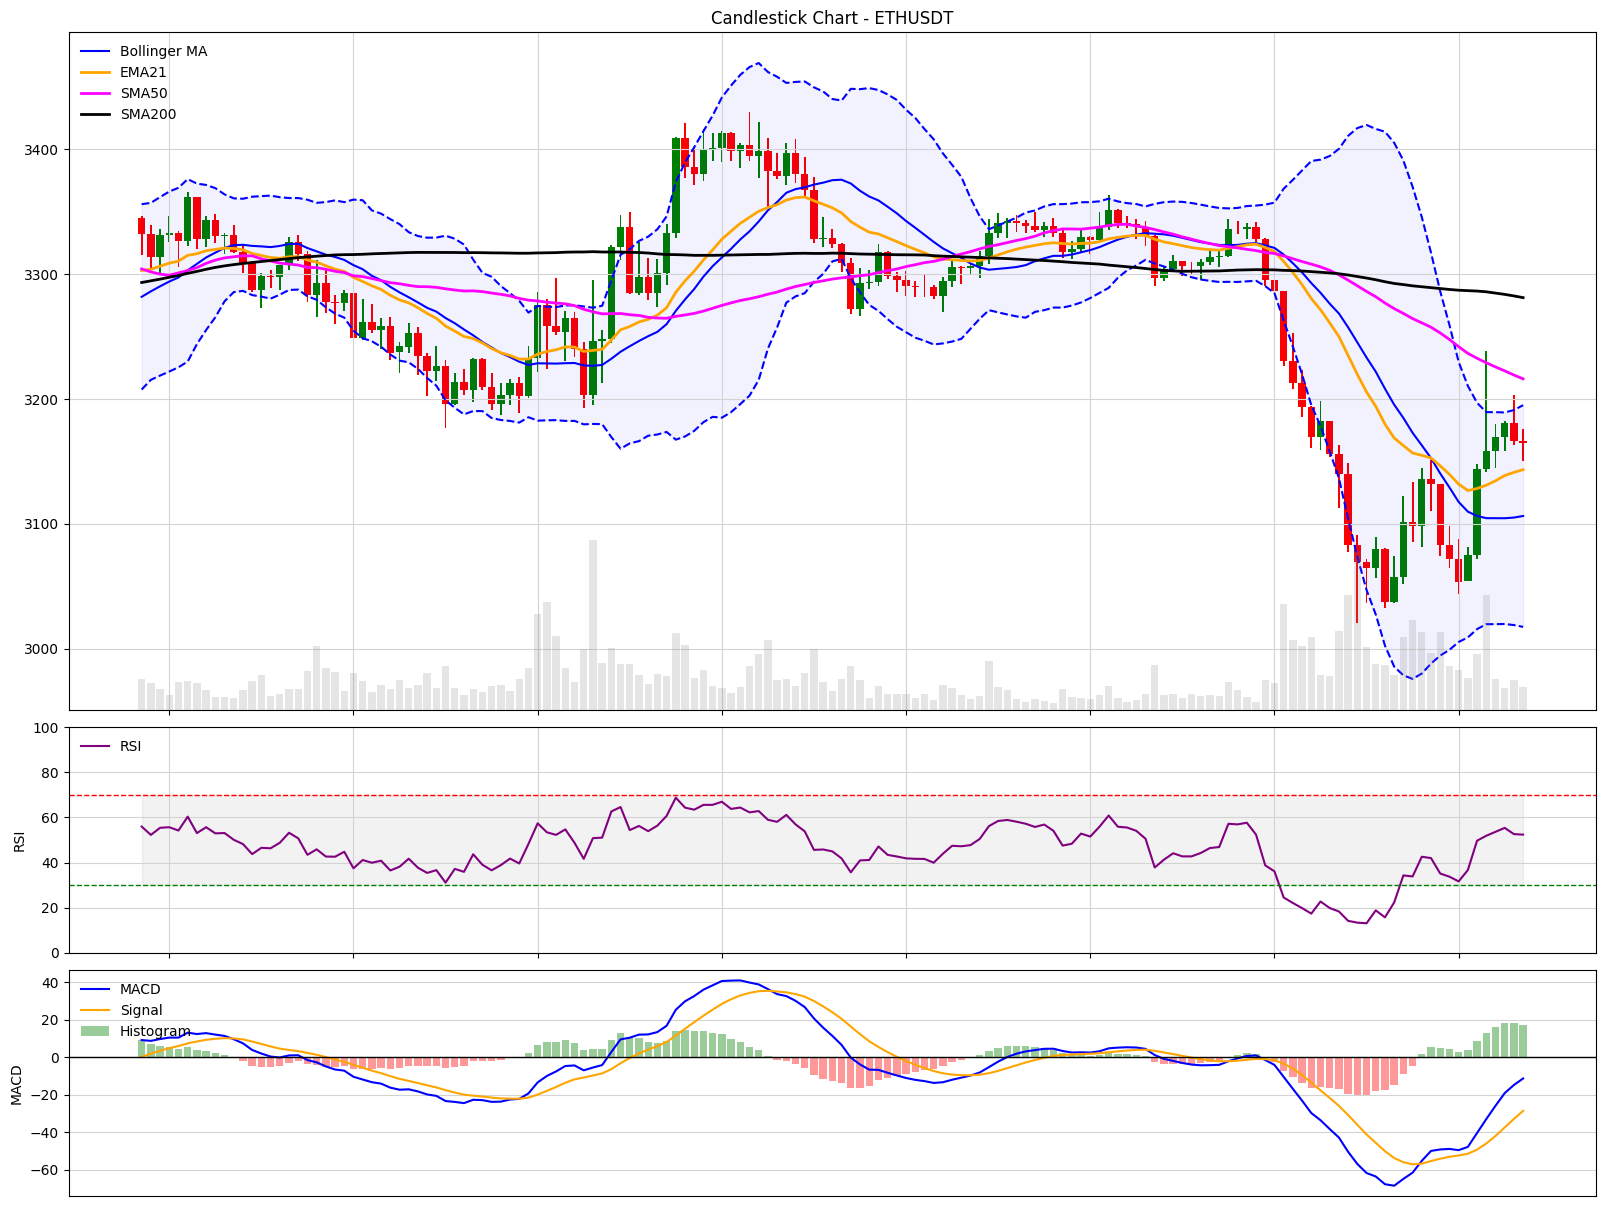 Candlestick Chart - ETHUSDT
Bollinger MA
EMA21
SMA50
SMA200
3400
3300
3200
3100
3000
RSI
100
80
60
40
20
0
RSI
MACD
Signal
Histogram
40
20
0
−20
−40
−60
MACD